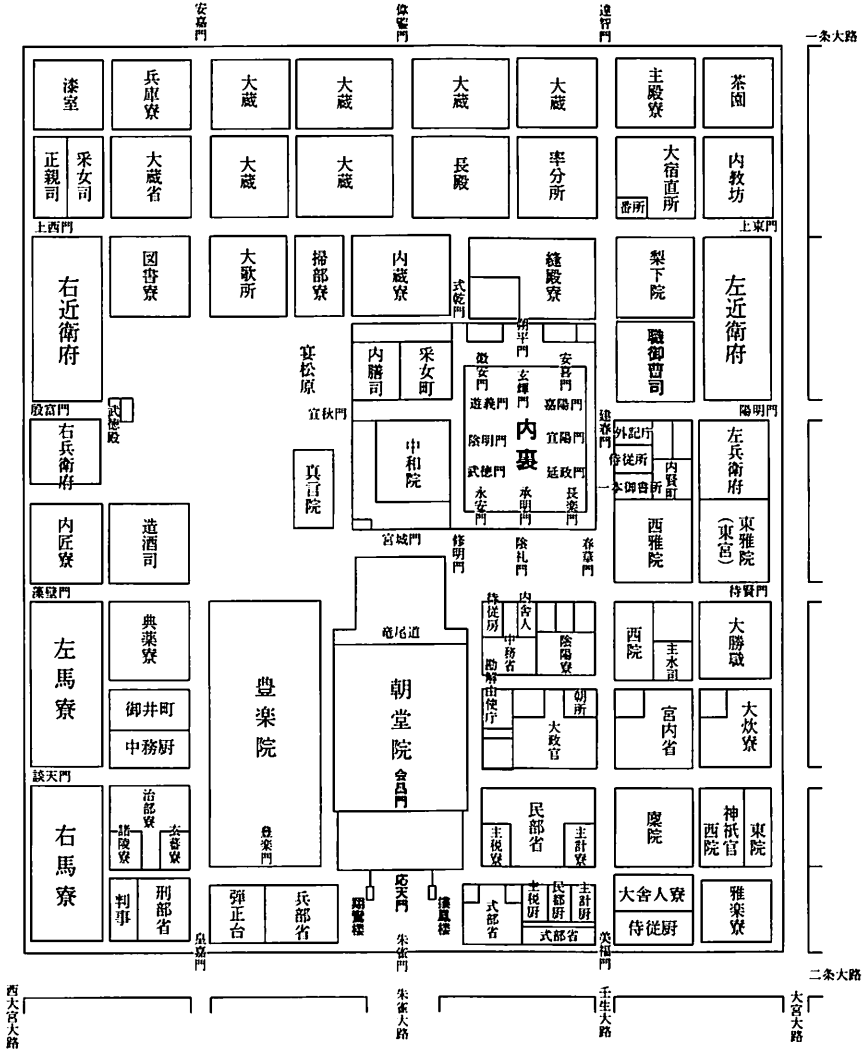 安嘉門
偉鑒門
達智門
一条大路
漆室
兵庫寮
大蔵
大蔵
大蔵
大蔵
主殿寮
茶園
正親司
采女司
大蔵省
大蔵
大蔵
長殿
率分所
大宿直所
番所
内教坊
上西門
上東門
右近衛府
図書寮
大歌所
掃部寮
内蔵寮
式乾門
縫殿寮
梨下院
左近衛府
朔平門
職御曹司
宴松原
内膳司
采女町
徽安門
玄輝門
安喜門
遊義門
嘉陽門
殷富門
武徳殿
宜秋門
建春門
陽明門
右兵衛府
中和院
陰明門
内裏
宜陽門
外記庁
侍従所
左兵衛府
真言院
武徳門
延政門
一本御書所
内賢町
永安門
承明門
長楽門
内匠寮
造酒司
西雅院
東雅院
(東宮)
宮城門
修明門
陰礼門
春華門
藻壁門
待賢門
左馬寮
典薬寮
竜尾道
侍従房
内舎人
中務省
陰陽寮
西院
主水司
大膳職
豊楽院
朝堂院
勘解由使庁
朝所
大政官
宮内省
大炊寮
御井町
中務厨
会昌門
談天門
右馬寮
治部寮
諸陵寮
玄蕃寮
豊楽門
民部省
主税寮
主計寮
廩院
神祇官
西院
東院
判事
刑部省
弾正台
兵部省
翔鸞楼
応天門
棲鳳楼
式部省
主税厨
民部厨
主計厨
式部省
大舎人寮
侍従厨
雅楽寮
皇嘉門
朱雀門
美福門
二条大路
西大宮大路
朱雀大路
壬生大路
大宮大路